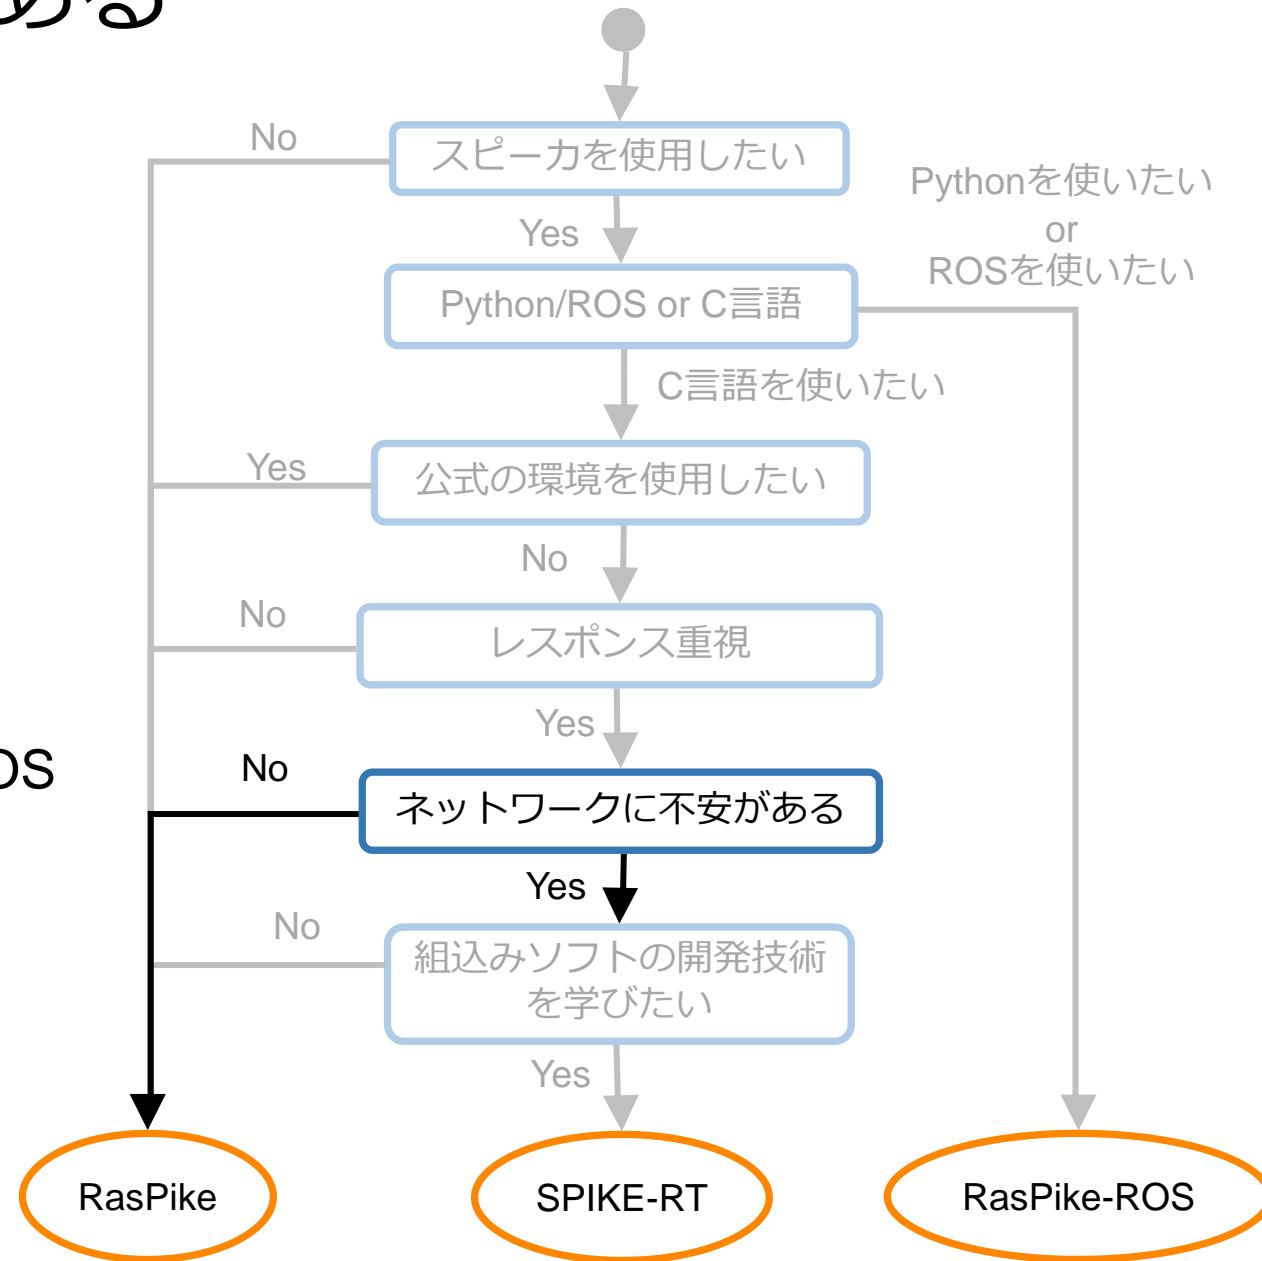 ある
No
スピーカを使用したい
Pythonを使いたい
or
ROSを使いたい
Yes
Python/ROS or C言語
C言語を使いたい
Yes
公式の環境を使用したい
No
No
レスポンス重視
Yes
OS
No
ネットワークに不安がある
Yes
No
組込みソフトの開発技術
を学びたい
Yes
RasPike
SPIKE-RT
RasPike-ROS